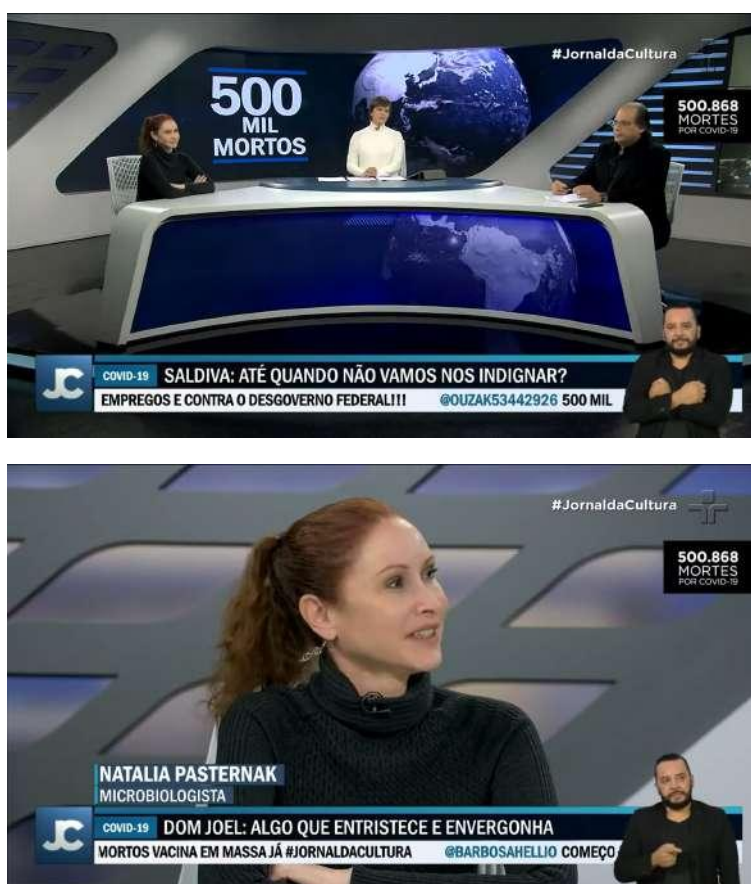 #JornaldaCultura
500
MIL
MORTOS
500.868
MORTES
POR COVID-19
JC
COVID-19 SALDIVA: ATÉ QUANDO NÃO VAMOS NOS INDIGNAR?
EMPREGOS E CONTRA O DESGOVERNO FEDERAL!!! @OUZAK53442926 500 MIL
#JornaldaCultura
500.868
MORTES
POR COVID-19
NATALIA PASTERNAK
MICROBIOLOGISTA
JC
COVID-19 DOM JOEL: ALGO QUE ENTRISTECE E ENVERGONHA
MORTOS VACINA EM MASSA JÁ #JORNALDACULTURA @BARBOSAHELLIO COMEÇO